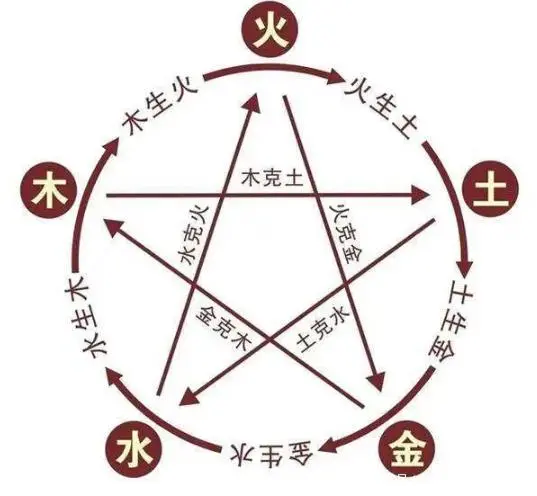 火
火生土
土
土生金
金
金生水
水
水生木
木
木生火
木克土
火克金
土克水
金克木
水克火